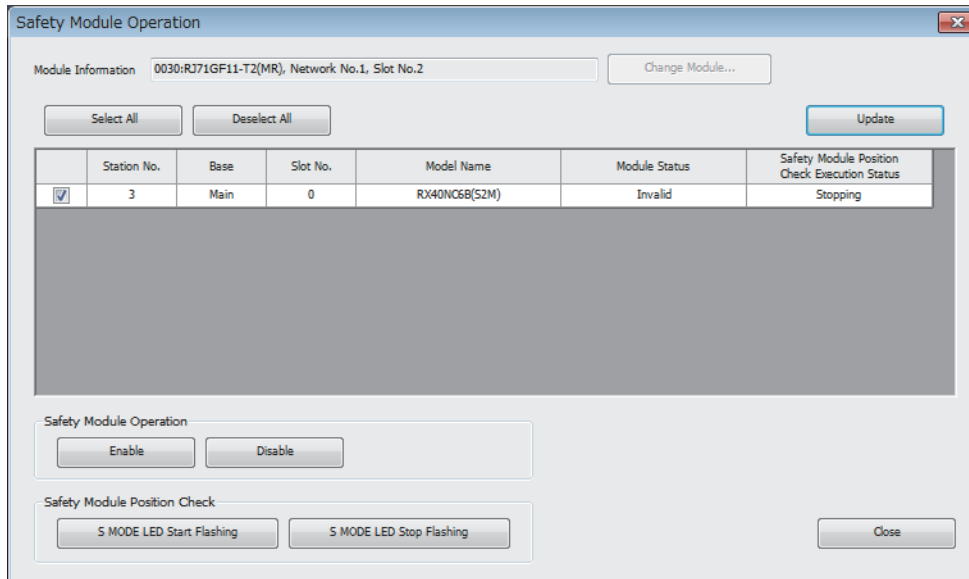 Safety Module Operation
Module Information 0030:RJ71GF11-T2(MR), Network No.1, Slot No.2 Change Module...
Select All Deselect All Update
Station No. Base Slot No. Model Name Module Status Safety Module Position
Check Execution Status
3 Main 0 RX40NC6B(S2M) Invalid Stopping
Safety Module Operation
Enable Disable
Safety Module Position Check
S MODE LED Start Flashing S MODE LED Stop Flashing Close